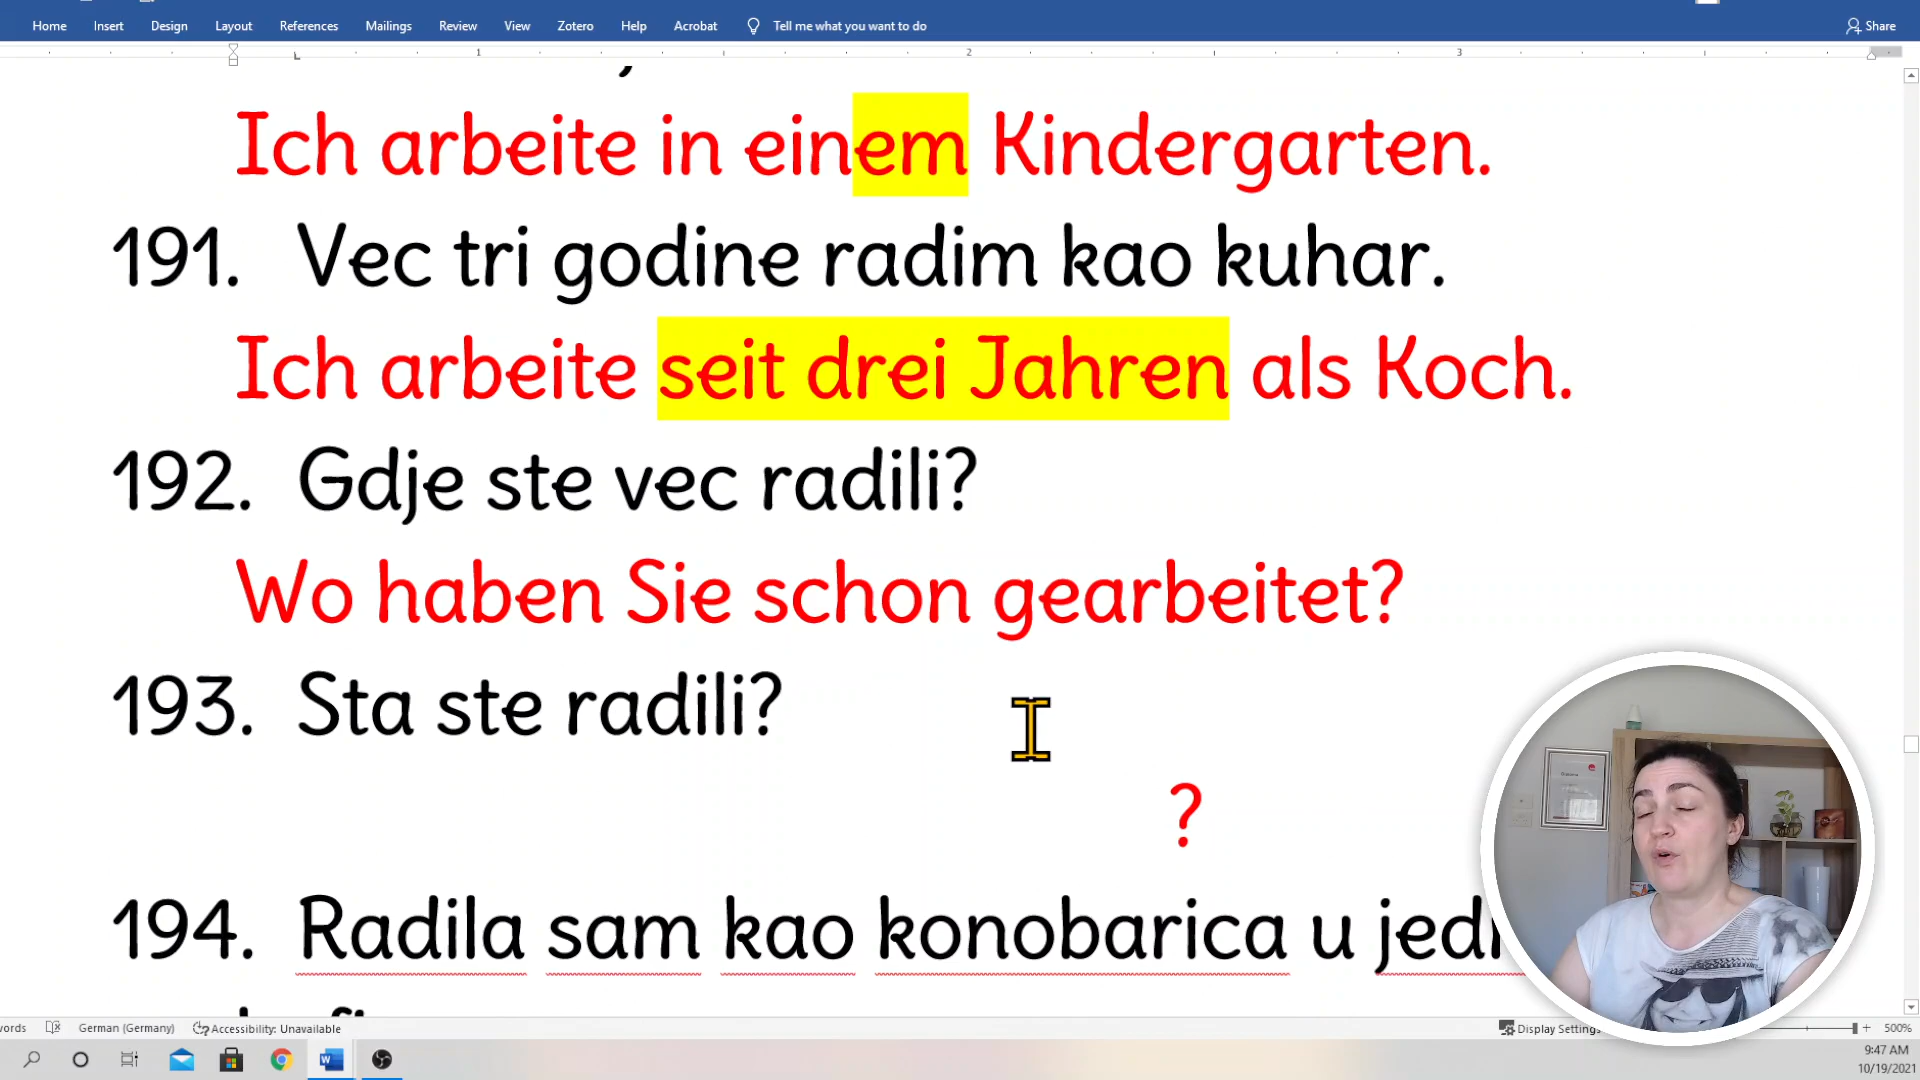 Home Insert Design Layout References Mailings Review View Zotero Help Acrobat Tell me what you want to do Share
1 2 3
Ich arbeite in einem Kindergarten.
191. Vec tri godine radim kao kuhar.
Ich arbeite seit drei Jahren als Koch.
192. Gdje ste vec radili?
Wo haben Sie schon gearbeitet?
193. Sta ste radili?
?
194. Radila sam kao konobarica u
German (Germany) Accessibility: Unavailable Display Settings 500%
9:47 AM
10/19/2021